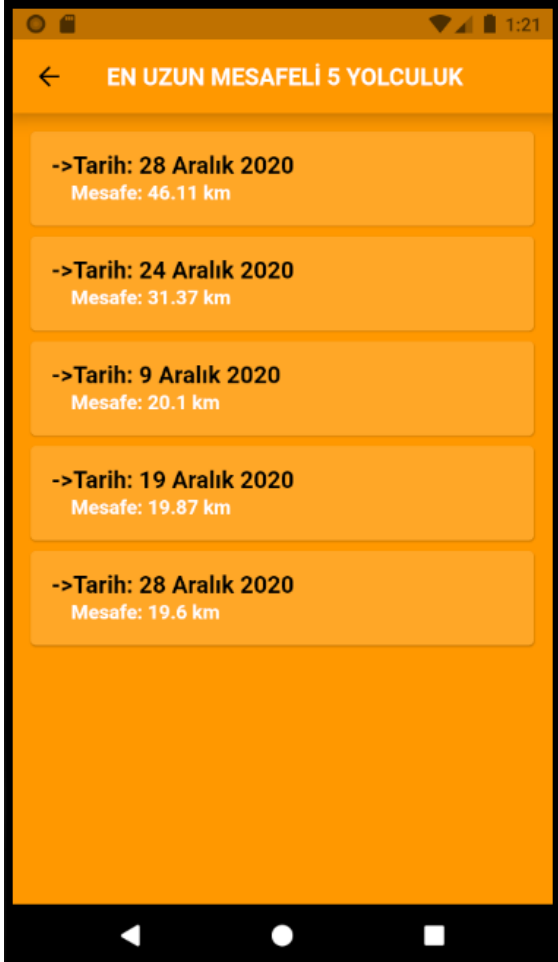 1:21
EN UZUN MESAFELİ 5 YOLCULUK
->Tarih: 28 Aralık 2020
Mesafe: 46.11 km
->Tarih: 24 Aralık 2020
Mesafe: 31.37 km
->Tarih: 9 Aralık 2020
Mesafe: 20.1 km
->Tarih: 19 Aralık 2020
Mesafe: 19.87 km
->Tarih: 28 Aralık 2020
Mesafe: 19.6 km